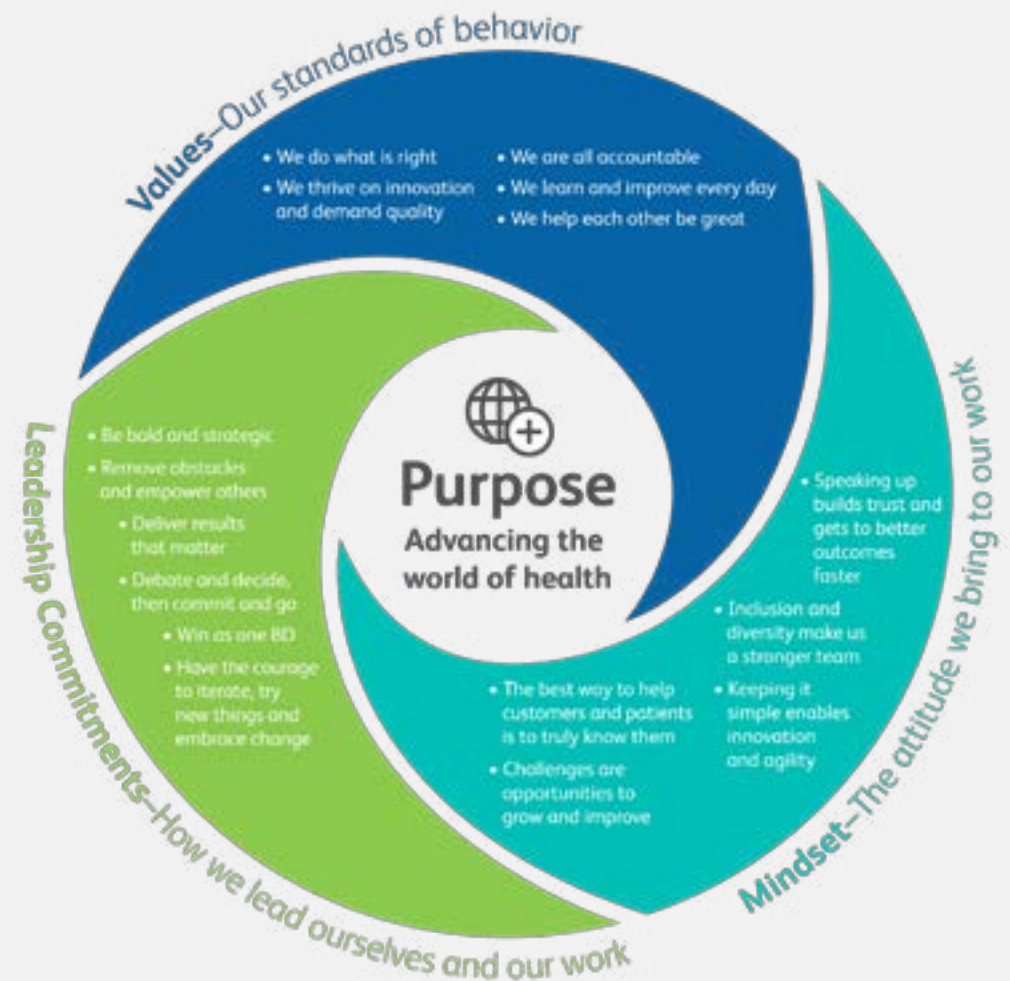 Values–Our standards of behavior
• We do what is right
• We thrive on innovation
and demand quality
• We are all accountable
• We learn and improve every day
• We help each other be great
Leadership Commitments–How we lead ourselves and our work
• Be bold and strategic
• Remove obstacles
and empower others
• Deliver results
that matter
• Debate and decide,
then commit and go
• Win as one BD
• Have the courage
to iterate, try
new things and
embrace change
Purpose
Advancing the
world of health
Mindset–The attitude we bring to our work
• Speaking up
builds trust and
gets to better
outcomes
faster
• Inclusion and
diversity make us
a stronger team
• Keeping it
simple enables
innovation
and agility
• The best way to help
customers and patients
is to truly know them
• Challenges are
opportunities to
grow and improve